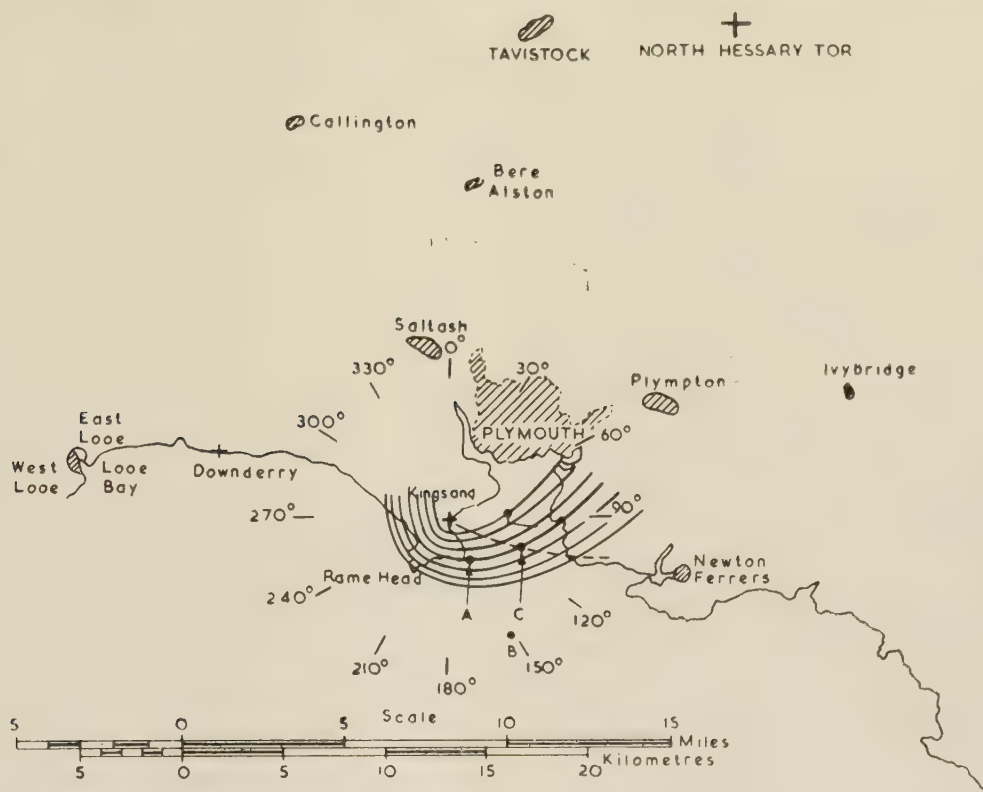 TAVISTOCK
NORTH HESSARY TOR
Callington
Bere
Alston
Saltash
0°
330°
30°
Plympton
Ivybridge
300°
East
Looe
PLYMOUTH
60°
West
Looe
Looe
Bay
Downderry
Kingsand
270°
90°
Rame Head
Newton
Ferrers
240°
A
C
120°
B
210°
150°
180°
Scale
5 0 5 10 15
Miles
Kilometres
5 0 5 10 15 20